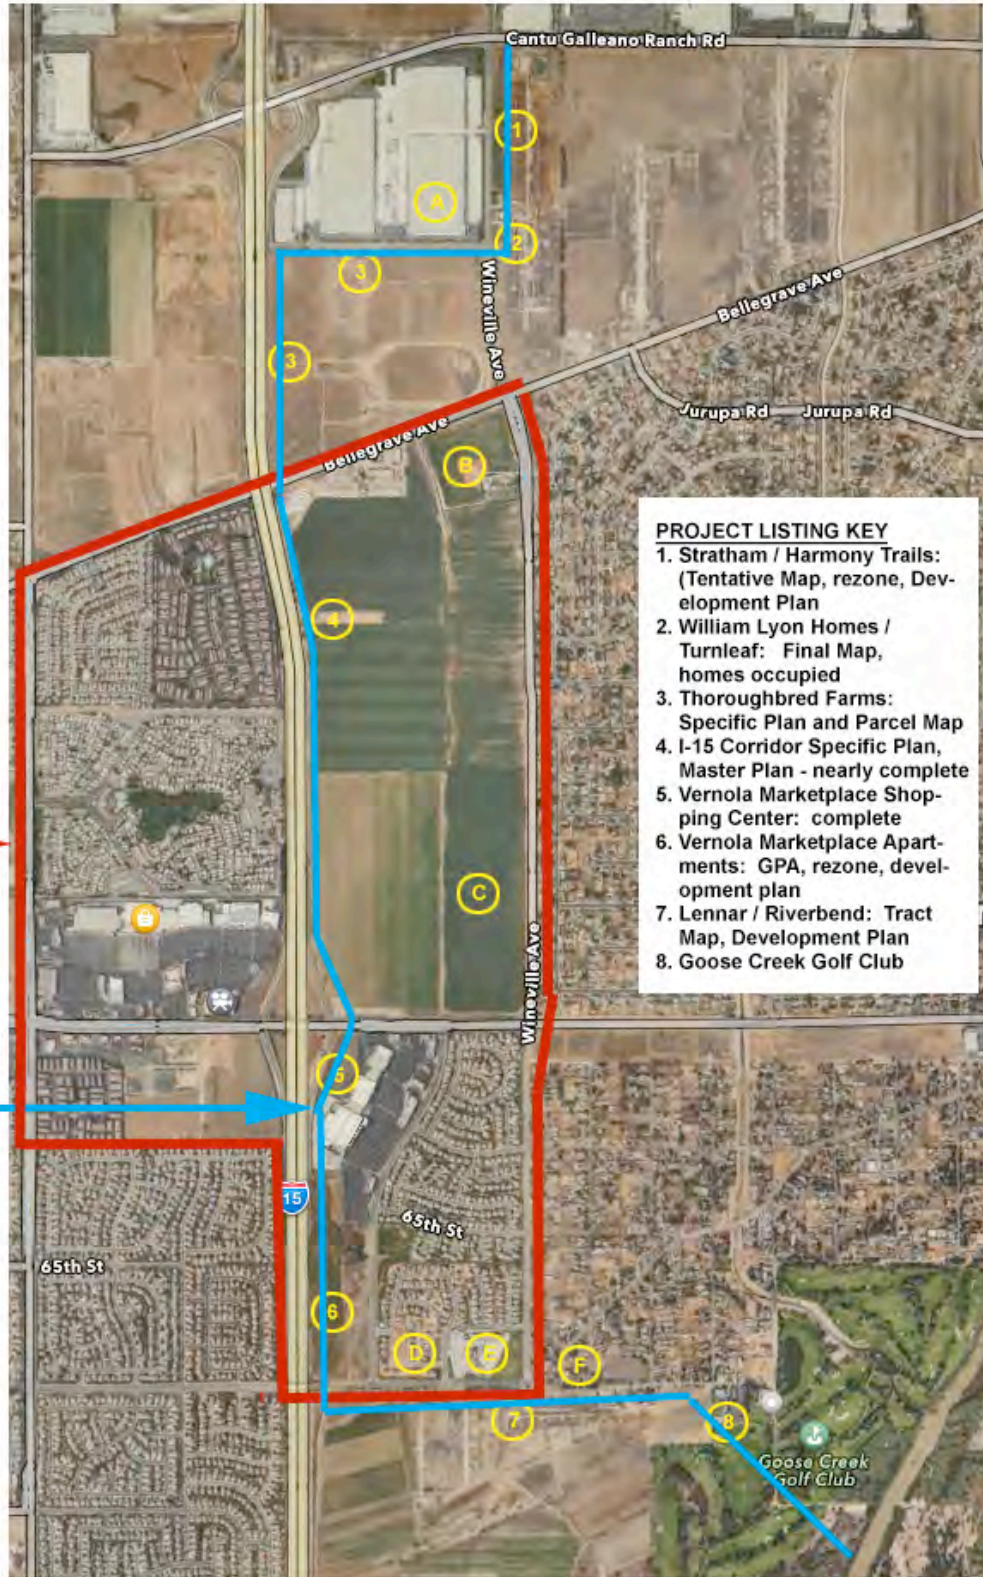 Cantu Galleano Ranch Rd
1
A
2
3
Wineville Ave
Bellegrave Ave
3
Jurupa Rd
Jurupa Rd
Bellegrave Ave
B
PROJECT LISTING KEY
1. Stratham / Harmony Trails:
(Tentative Map, rezone, Dev-
elopment Plan
2. William Lyon Homes /
Turnleaf: Final Map,
homes occupied
3. Thoroughbred Farms:
Specific Plan and Parcel Map
4. I-15 Corridor Specific Plan,
Master Plan - nearly complete
5. Vernola Marketplace Shop-
ping Center: complete
6. Vernola Marketplace Apart-
ments: GPA, rezone, devel-
opment plan
7. Lennar / Riverbend: Tract
Map, Development Plan
8. Goose Creek Golf Club
4
C
Wineville Ave
5
15
65th St
65th St
6
D
E
F
7
8
Goose Creek
Golf Club